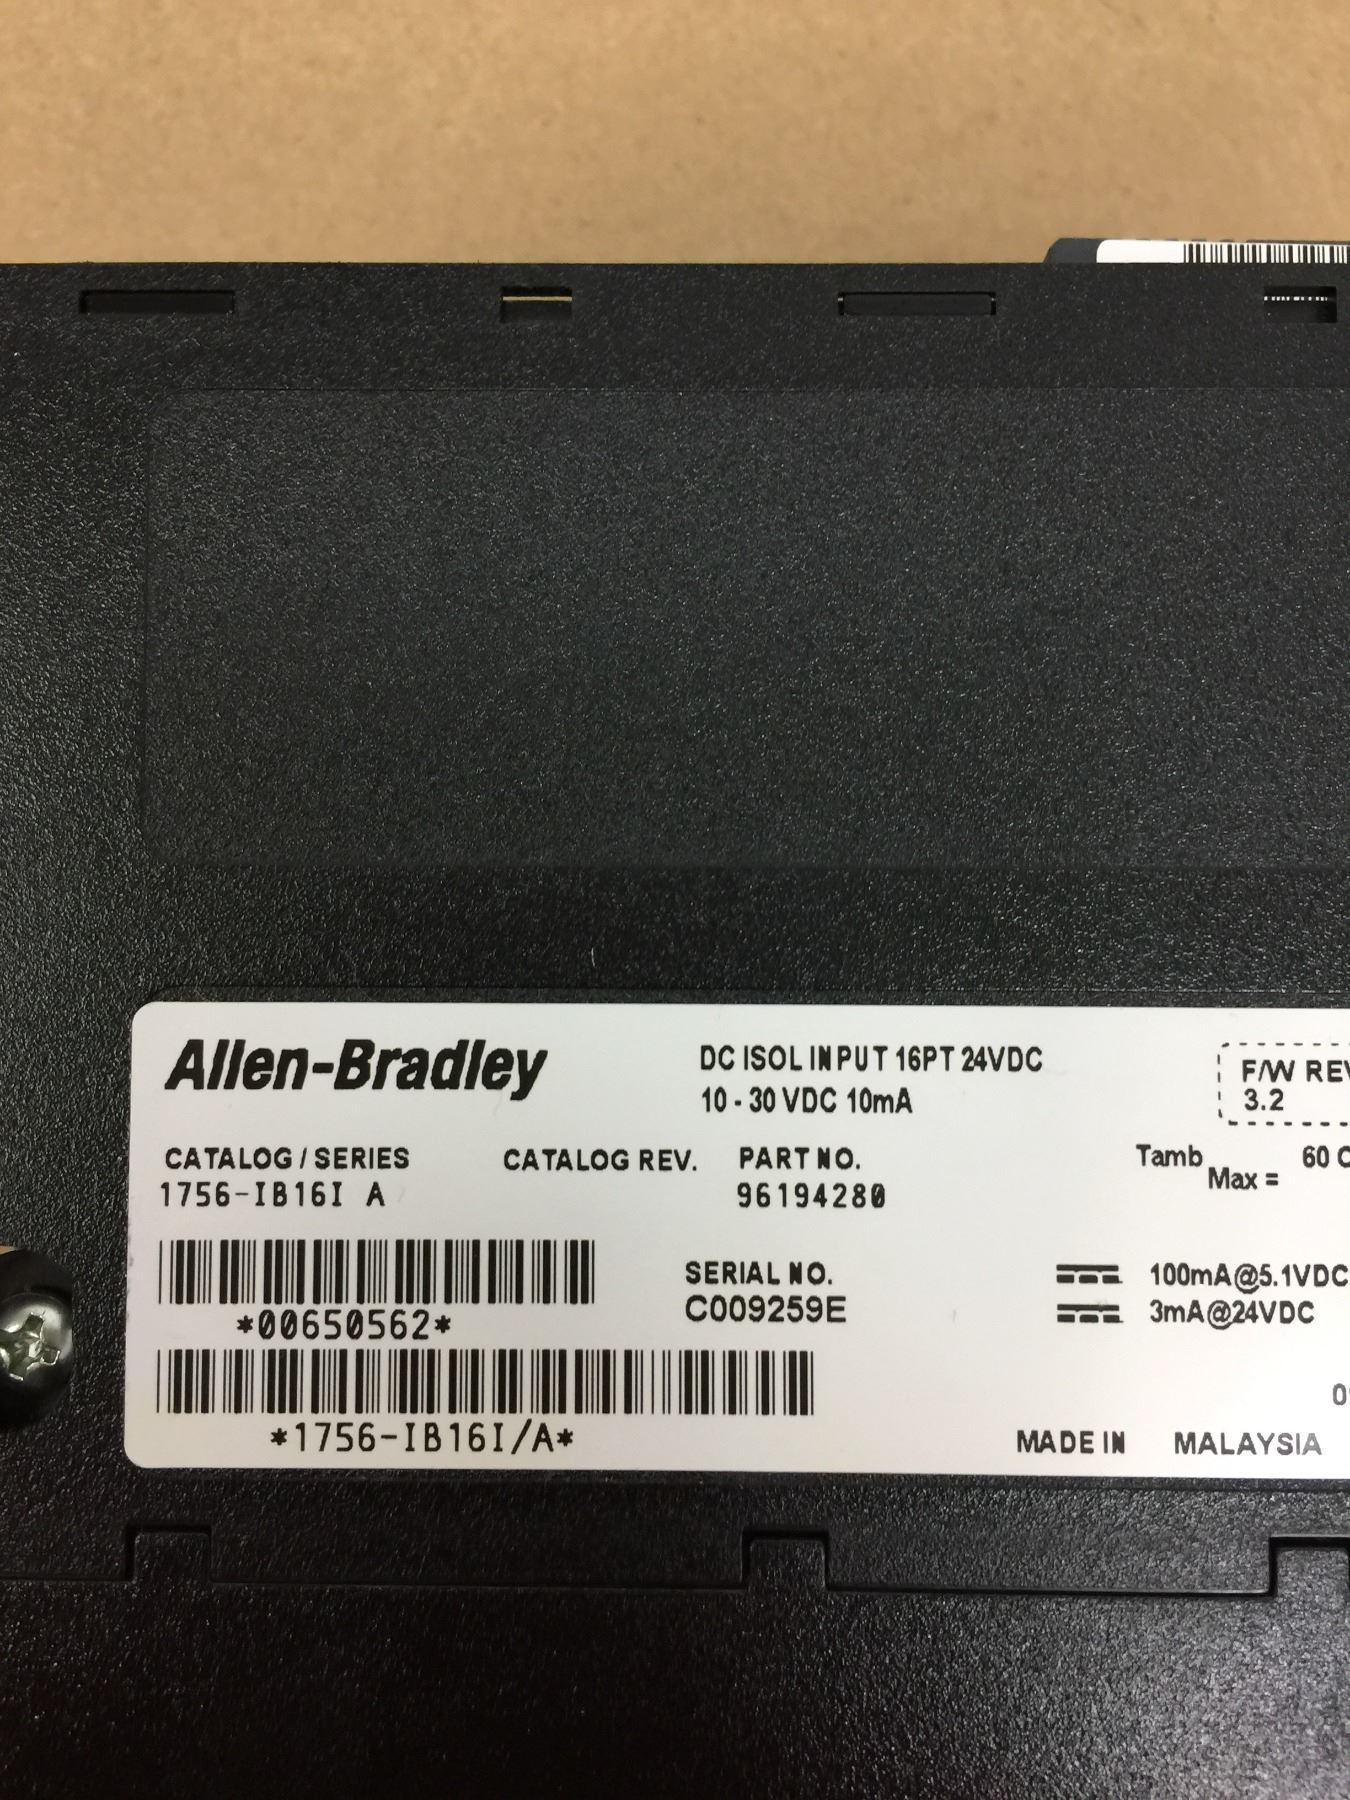 Allen-Bradley
DC ISOL INPUT 16PT 24VDC
10 - 30 VDC 10mA
F/W REV
3.2
CATALOG / SERIES
CATALOG REV.
PART NO.
1756-IB16I A
96194280
Tamb Max = 60 C
*00650562*
SERIAL NO.
C009259E
100mA@5.1VDC
3mA@24VDC
*1756-IB16I/A*
MADE IN MALAYSIA